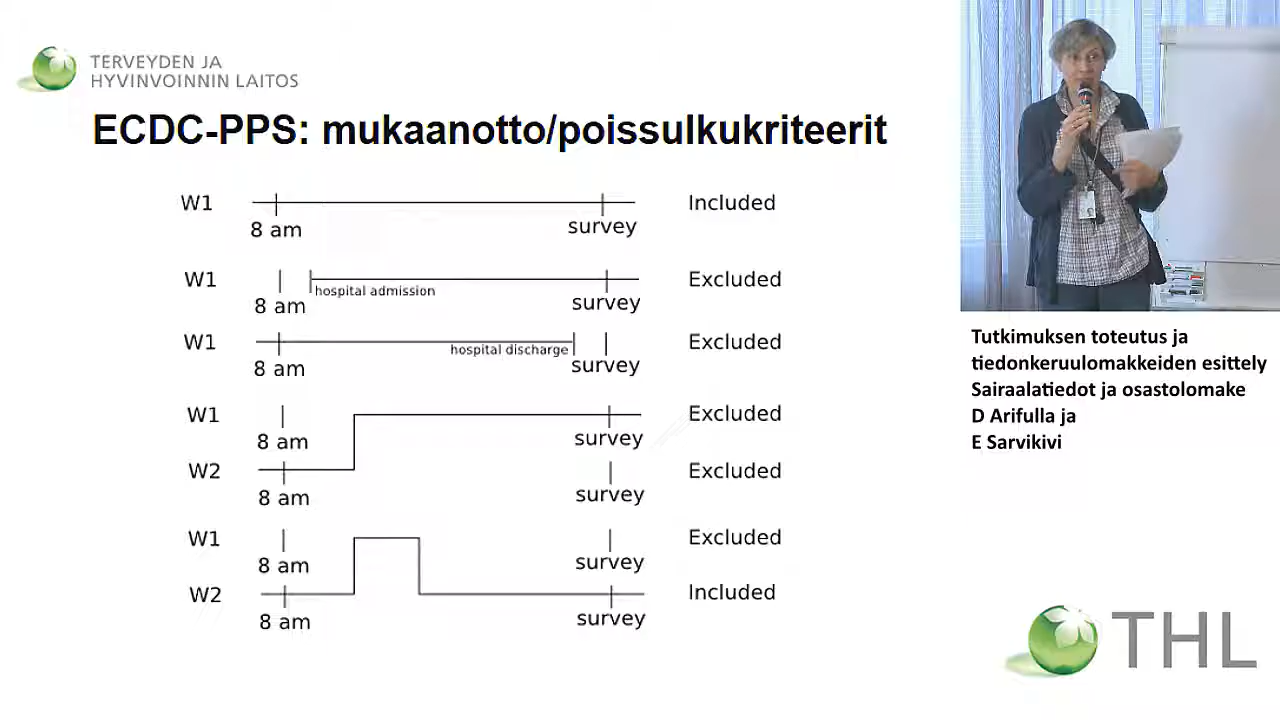 TERVEYDEN JA
HYVINVOINNIN LAITOS
ECDC-PPS: mukaanotto/poissulkukriteerit
W1
8 am
survey
Included
W1
8 am
hospital admission
survey
Excluded
W1
8 am
hospital discharge
survey
Excluded
W1
8 am
survey
Excluded
W2
8 am
survey
Excluded
W1
8 am
survey
Excluded
W2
8 am
survey
Included
Tutkimuksen toteutus ja
tiedonkeruulomakkeiden esittely
Sairaalatiedot ja osastolomake
D Arifulla ja
E Sarvikivi
THL